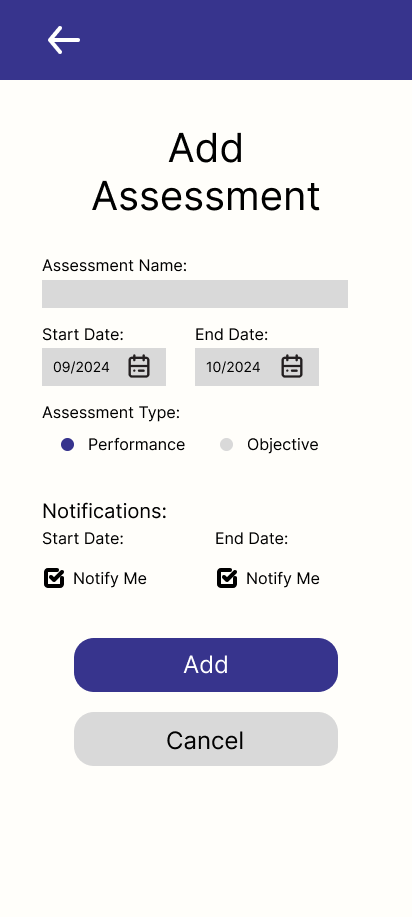 Add
Assessment
Assessment Name:
Start Date: End Date:
09/2024 10/2024
Assessment Type:
Performance Objective
Notifications:
Start Date: End Date:
Notify Me Notify Me
Add
Cancel